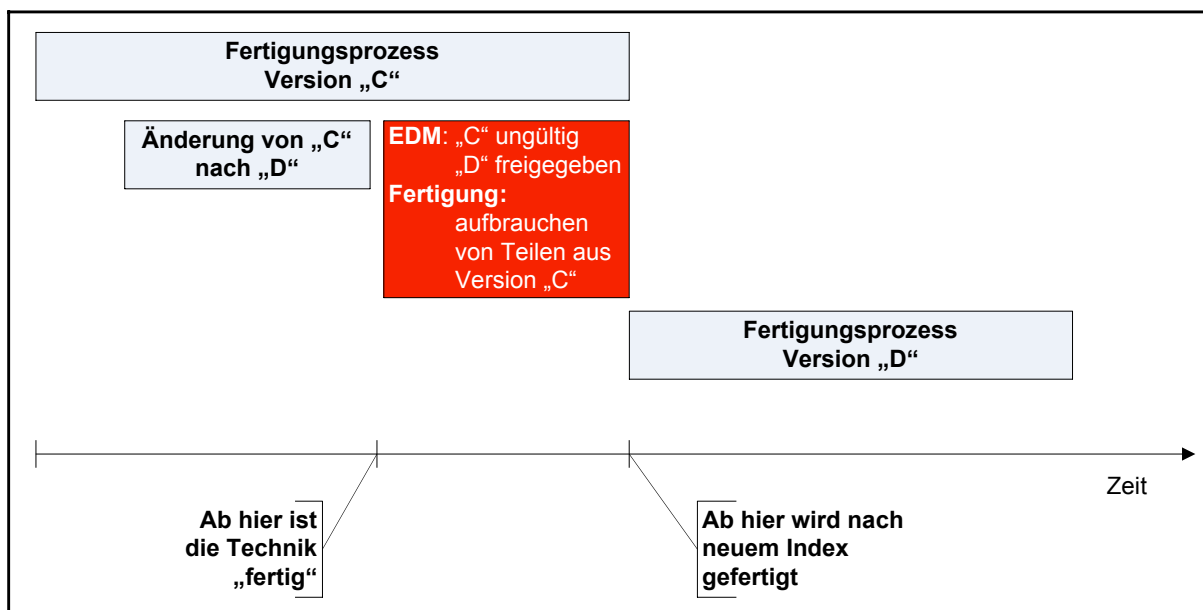 Fertigungsprozess
Version „C“
Änderung von „C“
nach „D“
EDM: „C“ ungültig
„D“ freigegeben
Fertigung:
aufbrauchen
von Teilen aus
Version „C“
Fertigungsprozess
Version „D“
Zeit
Ab hier ist
die Technik
„fertig“
Ab hier wird nach
neuem Index
gefertigt